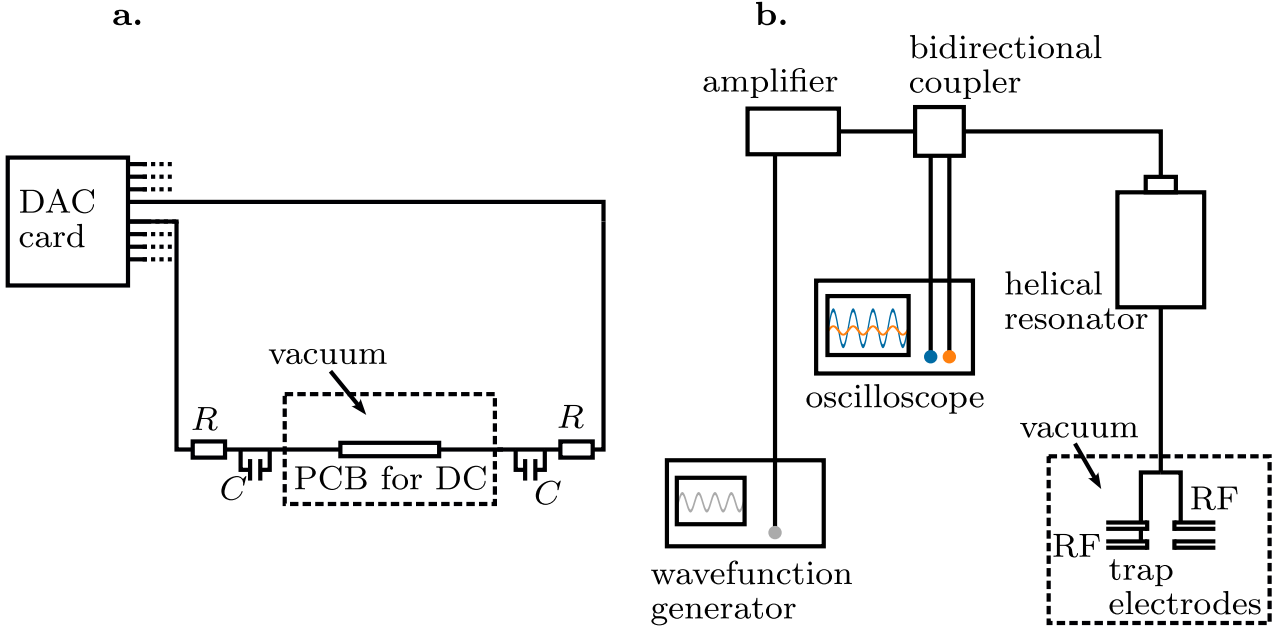 a.
DAC
card
vacuum
R
R
C
PCB for DC
C
b.
bidirectional
coupler
amplifier
helical
resonator
oscilloscope
vacuum
RF
RF
trap
electrodes
wavefunction
generator